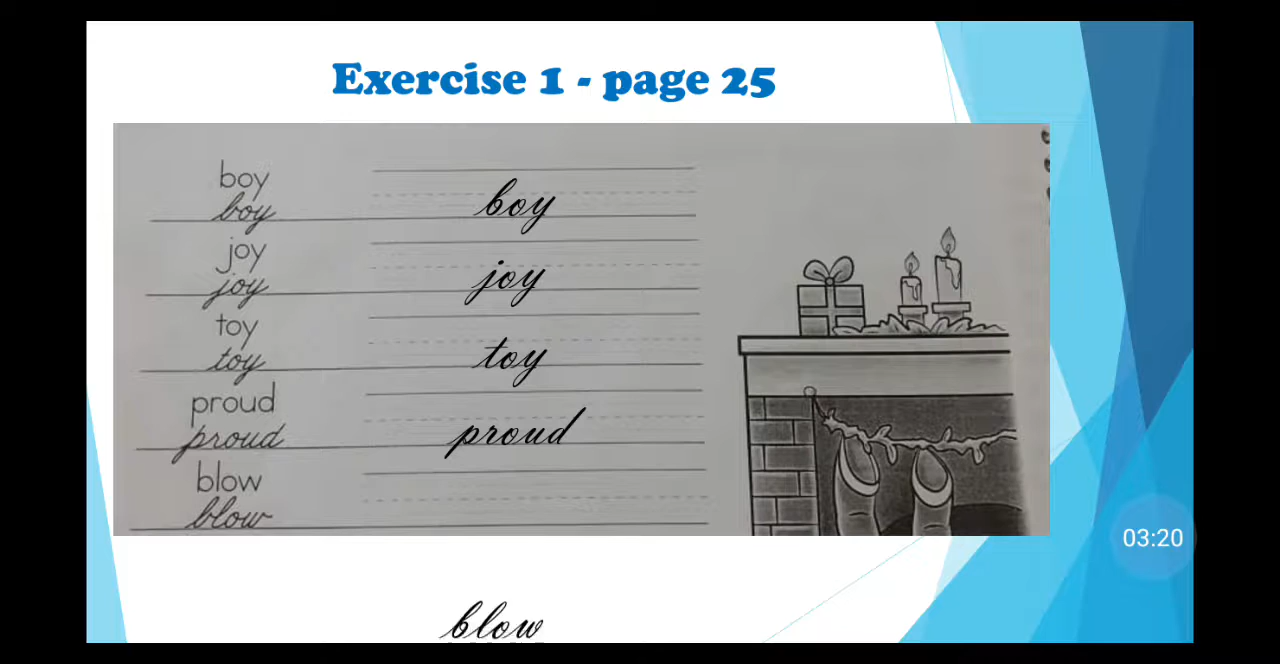 Exercise 1 - page 25
boy
boy boy
joy
joy joy
toy
toy toy
proud
proud proud
blow
blow
03:20
blow